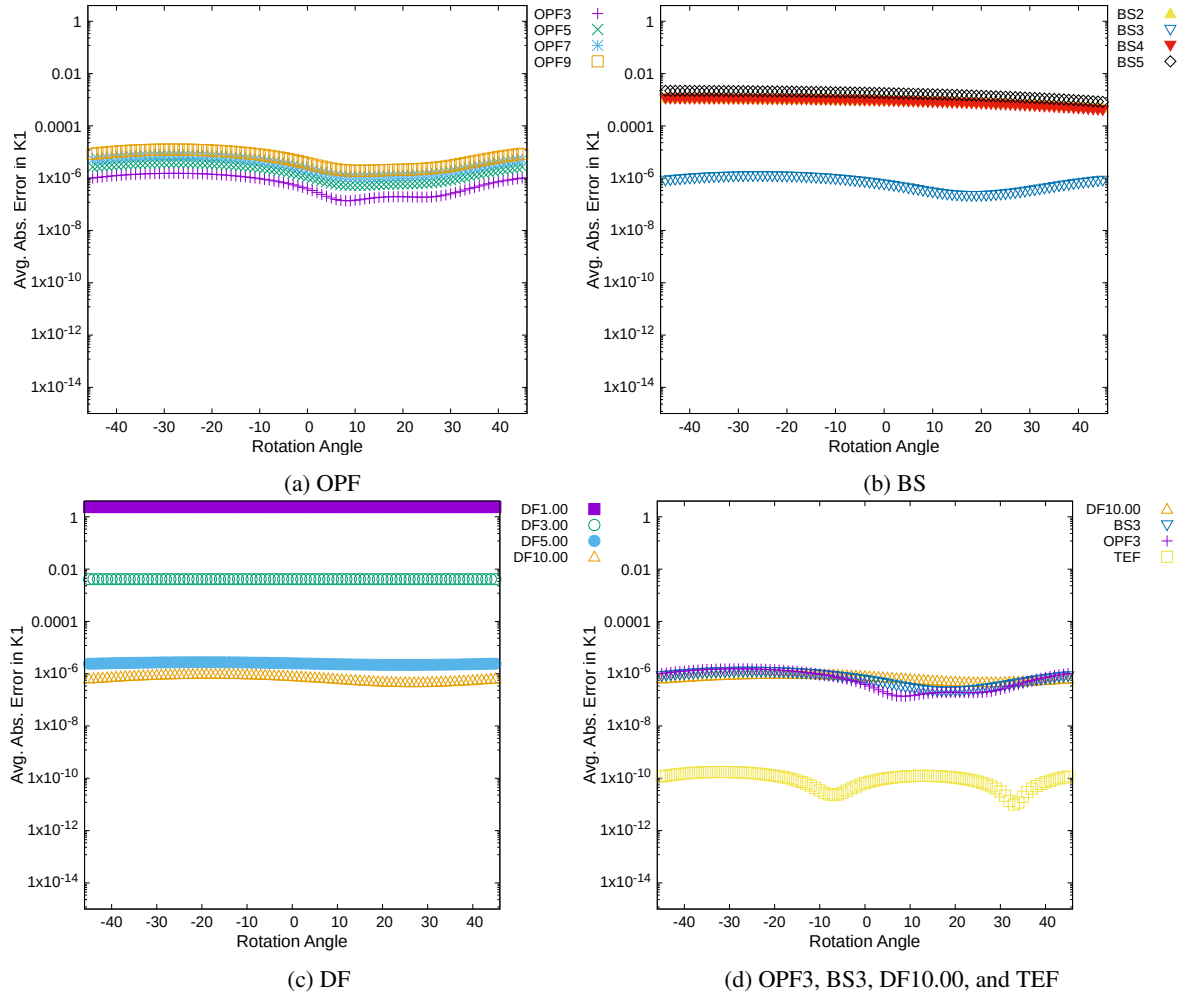 OPF3
OPF5
OPF7
OPF9
1
0.01
0.0001
1x10-6
1x10-8
1x10-10
1x10-12
1x10-14
Avg. Abs. Error in K1
-40 -30 -20 -10 0 10 20 30 40
Rotation Angle
(a) OPF
BS2
BS3
BS4
BS5
1
0.01
0.0001
1x10-6
1x10-8
1x10-10
1x10-12
1x10-14
Avg. Abs. Error in K1
-40 -30 -20 -10 0 10 20 30 40
Rotation Angle
(b) BS
DF1.00
DF3.00
DF5.00
DF10.00
1
0.01
0.0001
1x10-6
1x10-8
1x10-10
1x10-12
1x10-14
Avg. Abs. Error in K1
-40 -30 -20 -10 0 10 20 30 40
Rotation Angle
(c) DF
DF10.00
BS3
OPF3
TEF
1
0.01
0.0001
1x10-6
1x10-8
1x10-10
1x10-12
1x10-14
Avg. Abs. Error in K1
-40 -30 -20 -10 0 10 20 30 40
Rotation Angle
(d) OPF3, BS3, DF10.00, and TEF